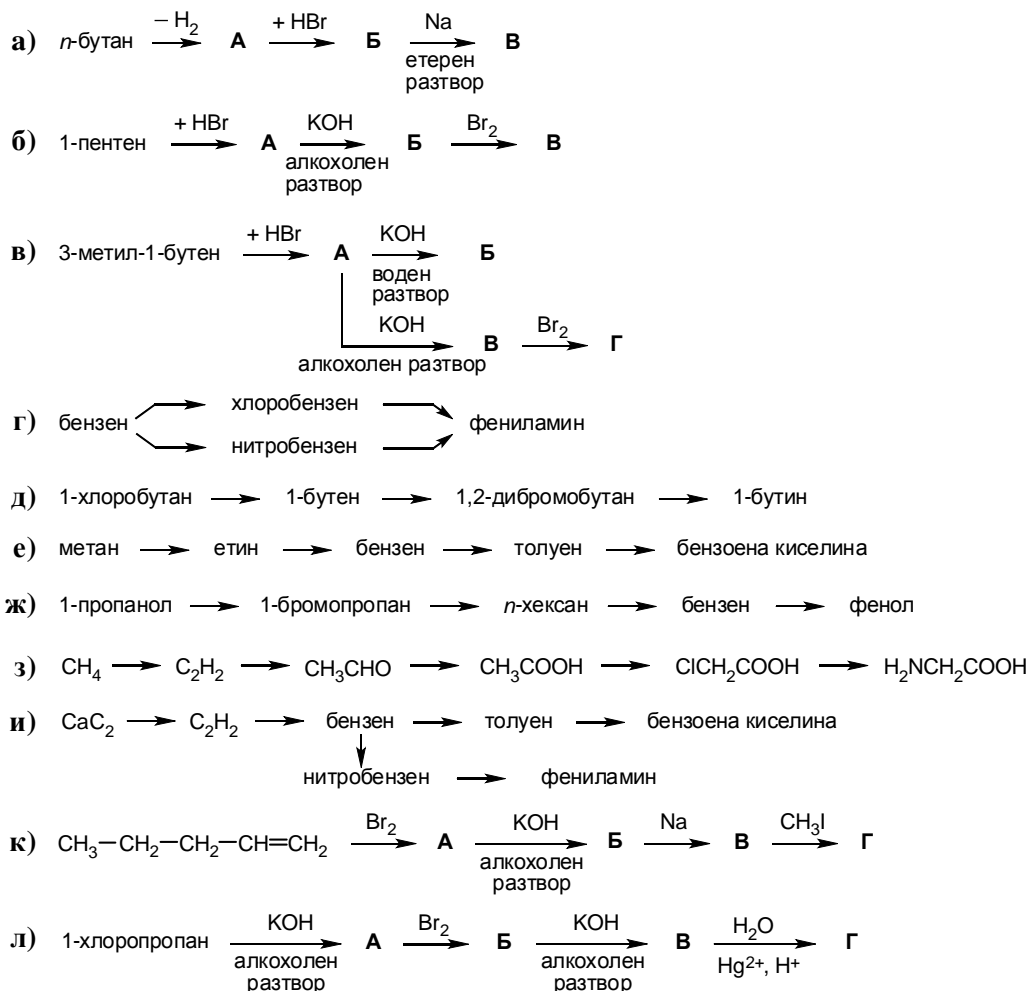 а) n-бутан – H2 А + HBr Б Na етерен разтвор В
б) 1-пентен + HBr А KOH алкохолен разтвор Б Br2 В
в) 3-метил-1-бутен + HBr А KOH воден разтвор Б
KOH алкохолен разтвор В Br2 Г
г) бензен хлоробензен фениламин
нитробензен
д) 1-хлоробутан 1-бутен 1,2-дибромобутан 1-бутин
е) метан етин бензен толуен бензоена киселина
ж) 1-пропанол 1-бромопропан n-хексан бензен фенол
з) CH4 C2H2 CH3CHO CH3COOH ClCH2COOH H2NCH2COOH
и) CaC2 C2H2 бензен толуен бензоена киселина
нитробензен фениламин
к) CH3–CH2–CH2–CH=CH2 Br2 А KOH алкохолен разтвор Б Na В CH3I Г
л) 1-хлоропропан KOH алкохолен разтвор А Br2 Б KOH алкохолен разтвор В H2O Hg2+, H+ Г